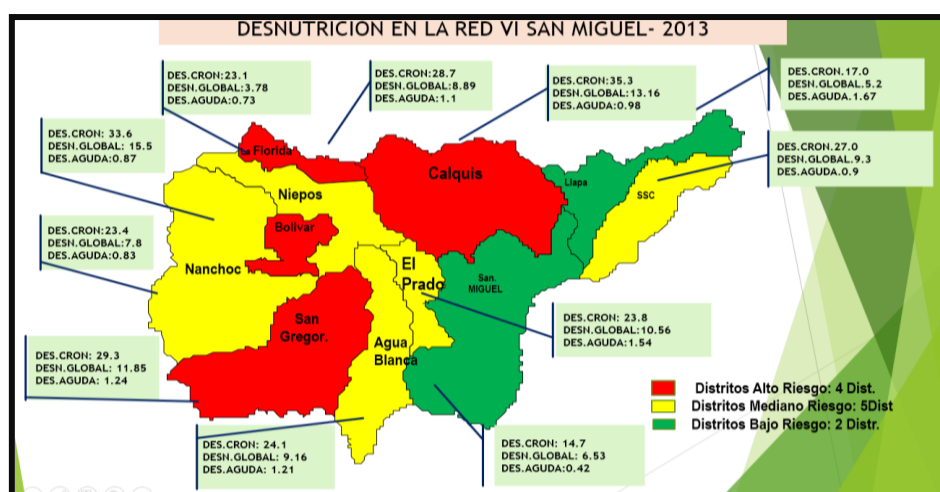 DESNUTRICION EN LA RED VI SAN MIGUEL- 2013
DES.CRON:23.1
DESN.GLOBAL:3.78
DES.AGUDA:0.73
DES.CRON:28.7
DESN.GLOBAL:8.89
DES.AGUDA:1.1
DES.CRON:35.3
DESN.GLOBAL:13.16
DES.AGUDA:0.98
DES.CRON.17.0
DESN.GLOBAL.5.2
DES.AGUDA.1.67
DES.CRON: 33.6
DESN.GLOBAL: 15.5
DES.AGUDA:0.87
DES.CRON.27.0
DESN.GLOBAL.9.3
DES.AGUDA.0.9
La Florida
Calquis
Niepos
Llapa
SSC
Bolivar
DES.CRON:23.4
DESN.GLOBAL:7.8
DES.AGUDA:0.83
Nanchoc
El
Prado
San.
MIGUEL
San
Gregor.
Agua
Blanca
DES.CRON: 23.8
DESN.GLOBAL:10.56
DES.AGUDA:1.54
DES.CRON: 29.3
DESN.GLOBAL: 11.85
DES.AGUDA: 1.24
Distritos Alto Riesgo: 4 Dist.
Distritos Mediano Riesgo: 5Dist
Distritos Bajo Riesgo: 2 Distr.
DES.CRON: 24.1
DESN.GLOBAL: 9.16
DES.AGUDA: 1.21
DES.CRON: 14.7
DESN.GLOBAL: 6.53
DES.AGUDA:0.42